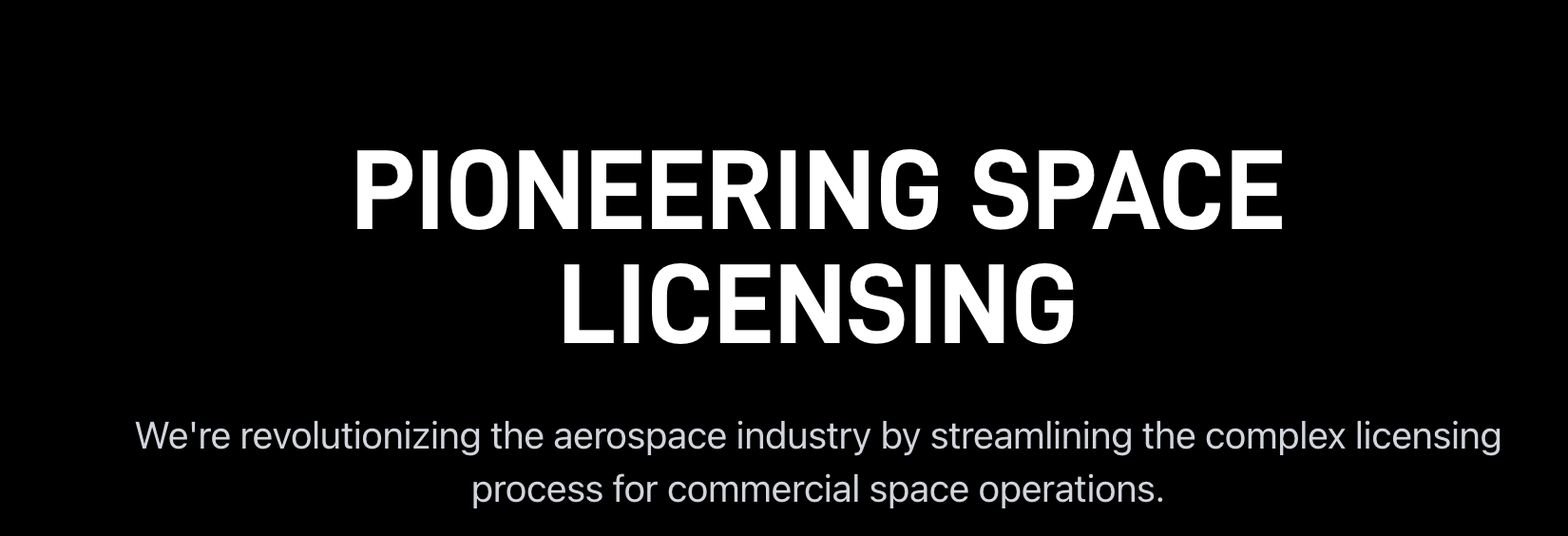 PIONEERING SPACE
LICENSING
We're revolutionizing the aerospace industry by streamlining the complex licensing
process for commercial space operations.